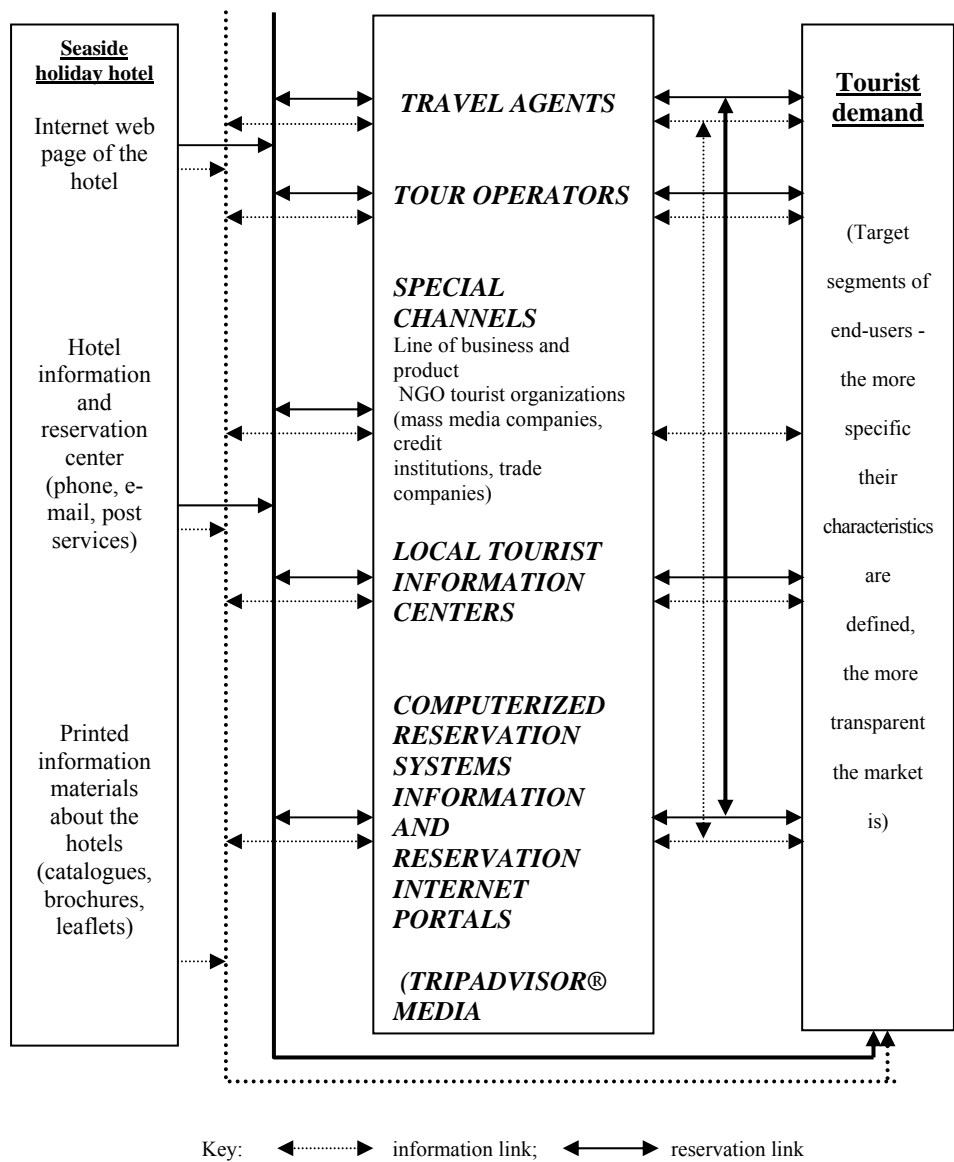 Seaside
holiday hotel
Internet web
page of the
hotel
Hotel
information
and
reservation
center
(phone, e-
mail, post
services)
Printed
information
materials
about the
hotels
(catalogues,
brochures,
leaflets)
TRAVEL AGENTS
TOUR OPERATORS
SPECIAL
CHANNELS
Line of business and
product
NGO tourist organizations
(mass media companies,
credit
institutions, trade
companies)
LOCAL TOURIST
INFORMATION
CENTERS
COMPUTERIZED
RESERVATION
SYSTEMS
INFORMATION
AND
RESERVATION
INTERNET
PORTALS
(TRIPADVISOR®
MEDIA
Tourist
demand
(Target
segments of
end-users -
the more
specific
their
characteristics
are
defined,
the more
transparent
the market
is)
Key: information link; reservation link